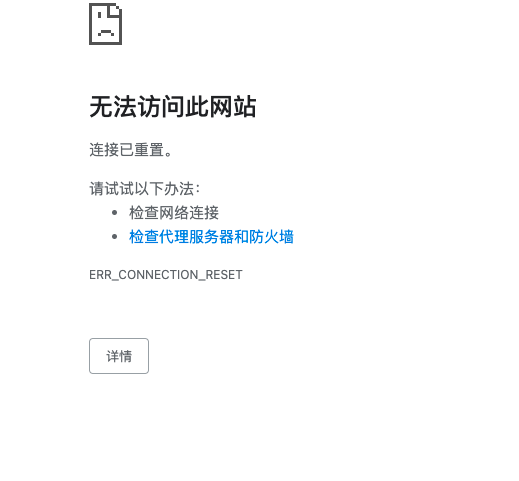 无法访问此网站
连接已重置。
请试试以下办法：
检查网络连接
检查代理服务器和防火墙
ERR_CONNECTION_RESET
详情